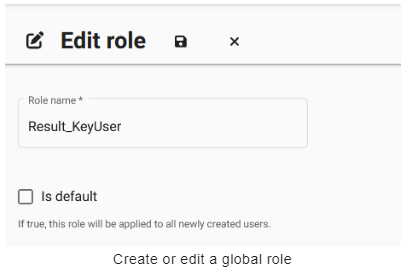 Edit role
Role name *
Result_KeyUser
Is default
If true, this role will be applied to all newly created users.
Create or edit a global role